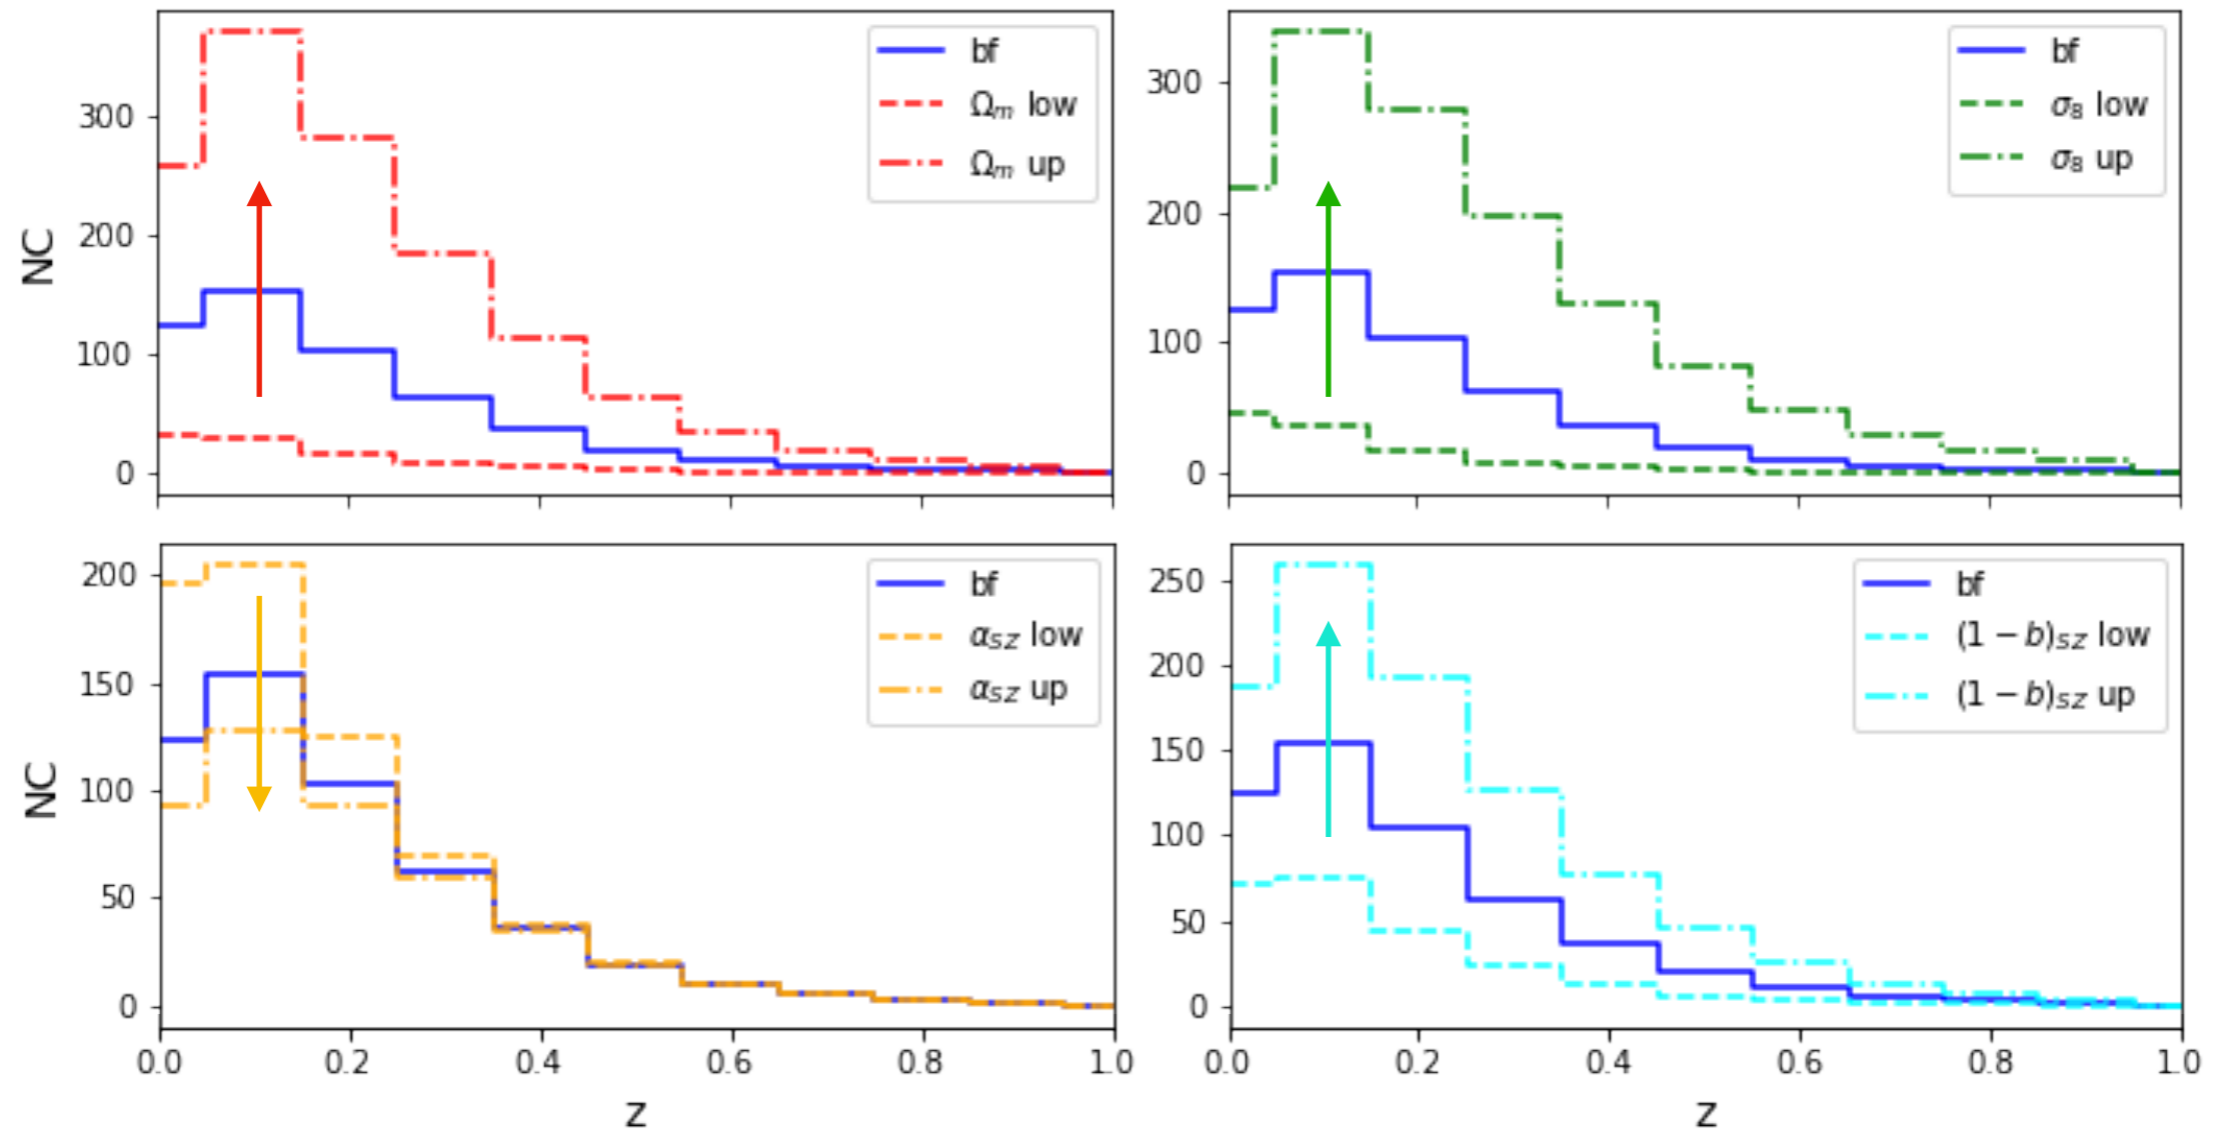 bf
Ωm low
Ωm up
300
200
100
0
NC
bf
σ8 low
σ8 up
300
200
100
0
bf
αSZ low
αSZ up
200
150
100
50
0
NC
0.0 0.2 0.4 0.6 0.8 1.0
z
bf
(1 − b)SZ low
(1 − b)SZ up
250
200
150
100
50
0
0.0 0.2 0.4 0.6 0.8 1.0
z